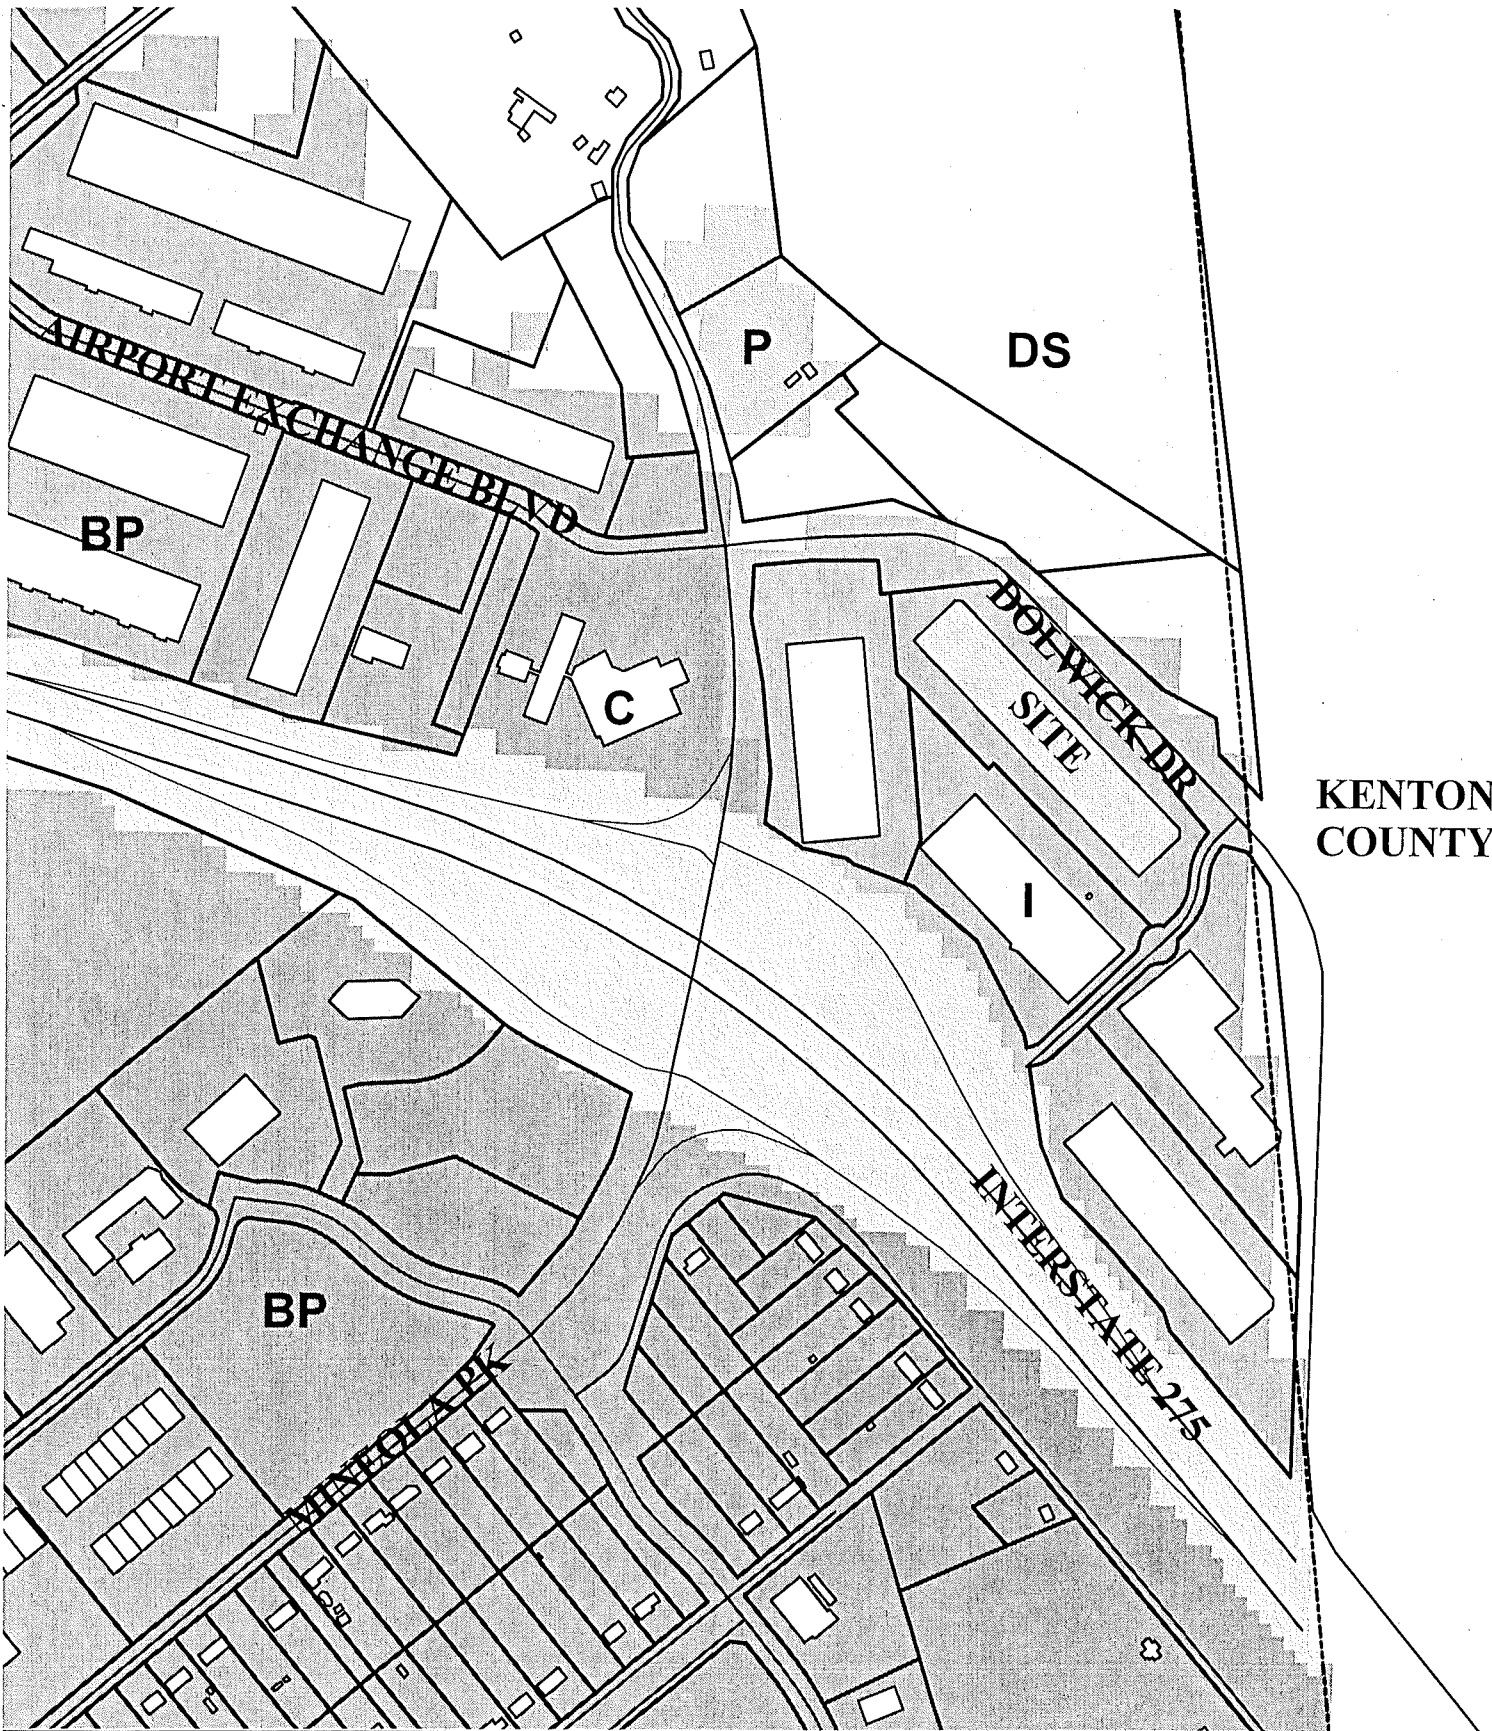 P
DS
AIRPORT EXCHANGE BLVD
BP
DOLWICK DR
SITE
C
KENTON
COUNTY
I
INTERSTATE 275
BP
MINEOLA PK